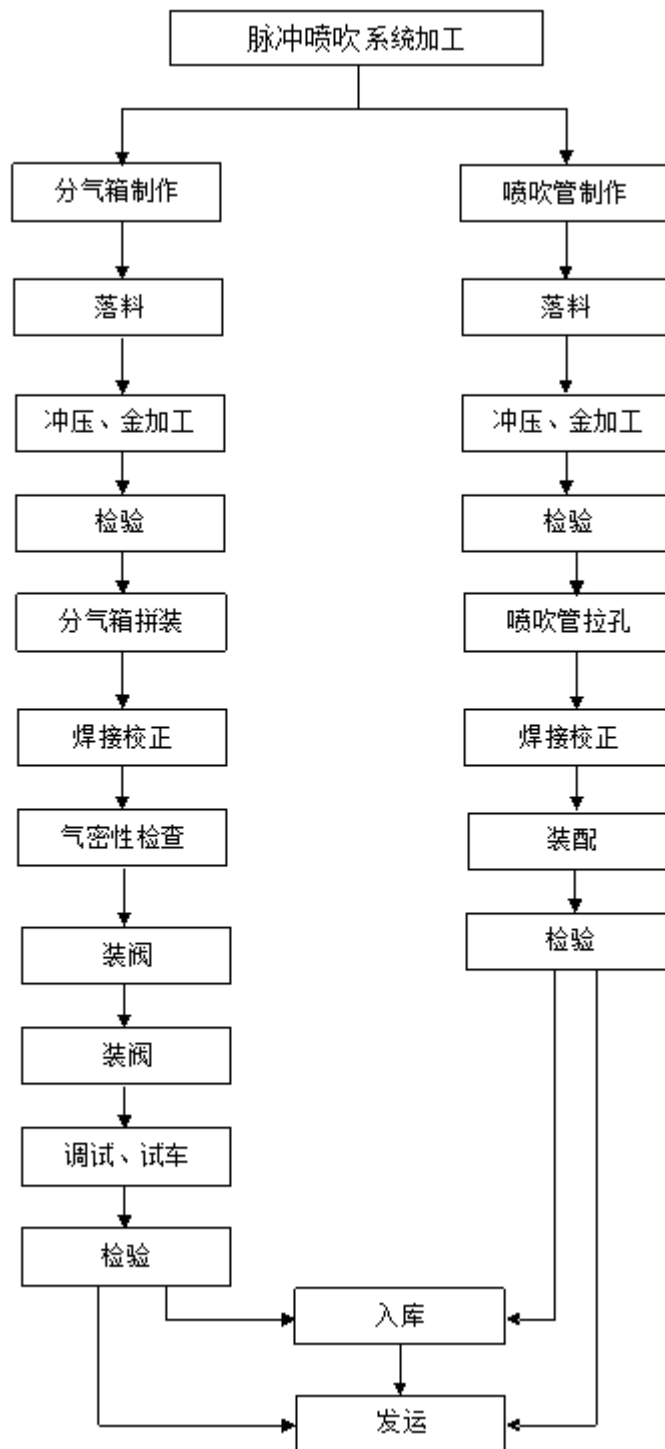 脉冲喷吹系统加工
分气箱制作
落料
冲压、金加工
检验
分气箱拼装
焊接校正
气密性检查
装阀
装阀
调试、试车
检验
喷吹管制作
落料
冲压、金加工
检验
喷吹管拉孔
焊接校正
装配
检验
入库
发运